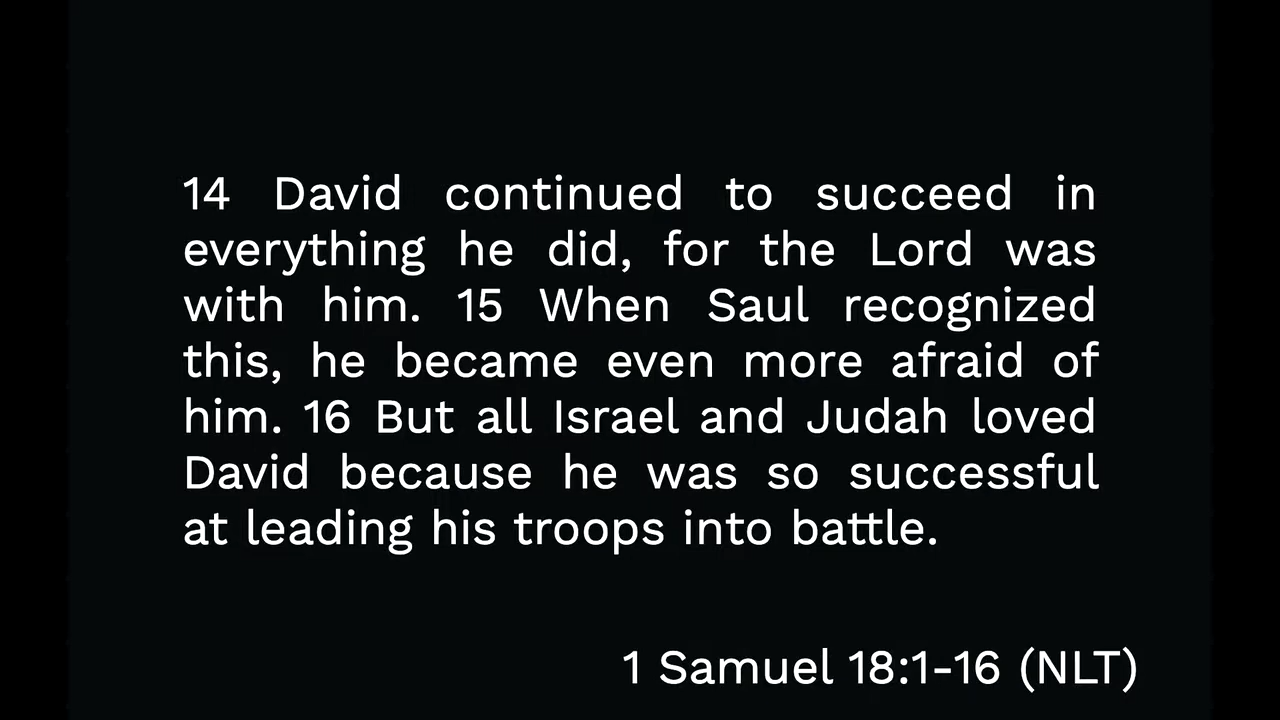 14 David continued to succeed in
everything he did, for the Lord was
with him. 15 When Saul recognized
this, he became even more afraid of
him. 16 But all Israel and Judah loved
David because he was so successful
at leading his troops into battle.
1 Samuel 18:1-16 (NLT)